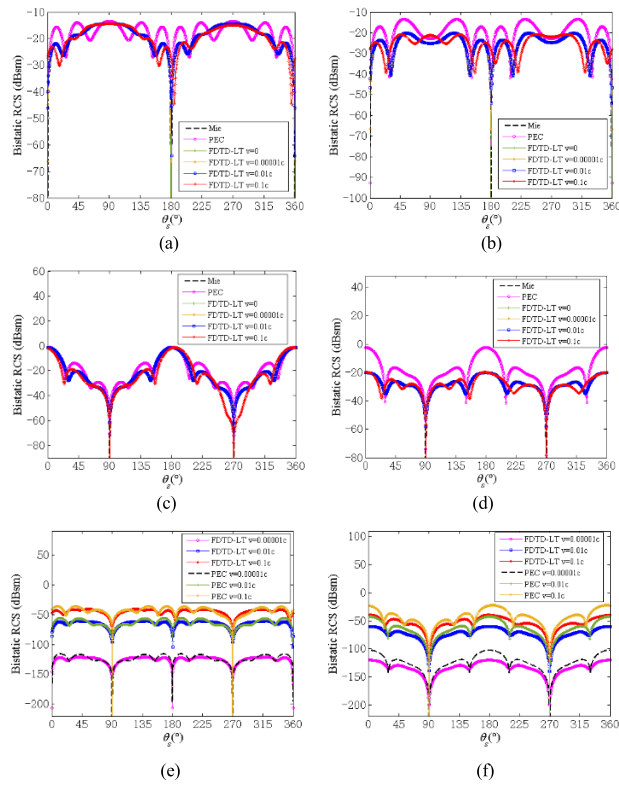 -10
-20
-30
-40
-50
-60
-70
-80
Bistatic RCS (dBsm)
Mie
PEC
FDTD-LT v=0
FDTD-LT v=0.00001c
FDTD-LT v=0.01c
FDTD-LT v=0.1c
0 45 90 135 180 225 270 315 360
θs(°)
(a)
-10
-20
-30
-40
-50
-60
-70
-80
-90
-100
Bistatic RCS (dBsm)
Mie
PEC
FDTD-LT v=0
FDTD-LT v=0.00001c
FDTD-LT v=0.01c
FDTD-LT v=0.1c
0 45 90 135 180 225 270 315 360
θs(°)
(b)
60
40
20
0
-20
-40
-60
-80
Bistatic RCS (dBsm)
Mie
PEC
FDTD-LT v=0
FDTD-LT v=0.00001c
FDTD-LT v=0.01c
FDTD-LT v=0.1c
0 45 90 135 180 225 270 315 360
θs(°)
(c)
40
20
0
-20
-40
-60
-80
Bistatic RCS (dBsm)
Mie
PEC
FDTD-LT v=0
FDTD-LT v=0.00001c
FDTD-LT v=0.01c
FDTD-LT v=0.1c
0 45 90 135 180 225 270 315 360
θs(°)
(d)
50
0
-50
-100
-150
-200
Bistatic RCS (dBsm)
FDTD-LT v=0.00001c
FDTD-LT v=0.01c
FDTD-LT v=0.1c
PEC v=0.00001c
PEC v=0.01c
PEC v=0.1c
0 45 90 135 180 225 270 315 360
θs(°)
(e)
100
50
0
-50
-100
-150
-200
Bistatic RCS (dBsm)
FDTD-LT v=0.00001c
FDTD-LT v=0.01c
FDTD-LT v=0.1c
PEC v=0.00001c
PEC v=0.01c
PEC v=0.1c
0 45 90 135 180 225 270 315 360
θs(°)
(f)